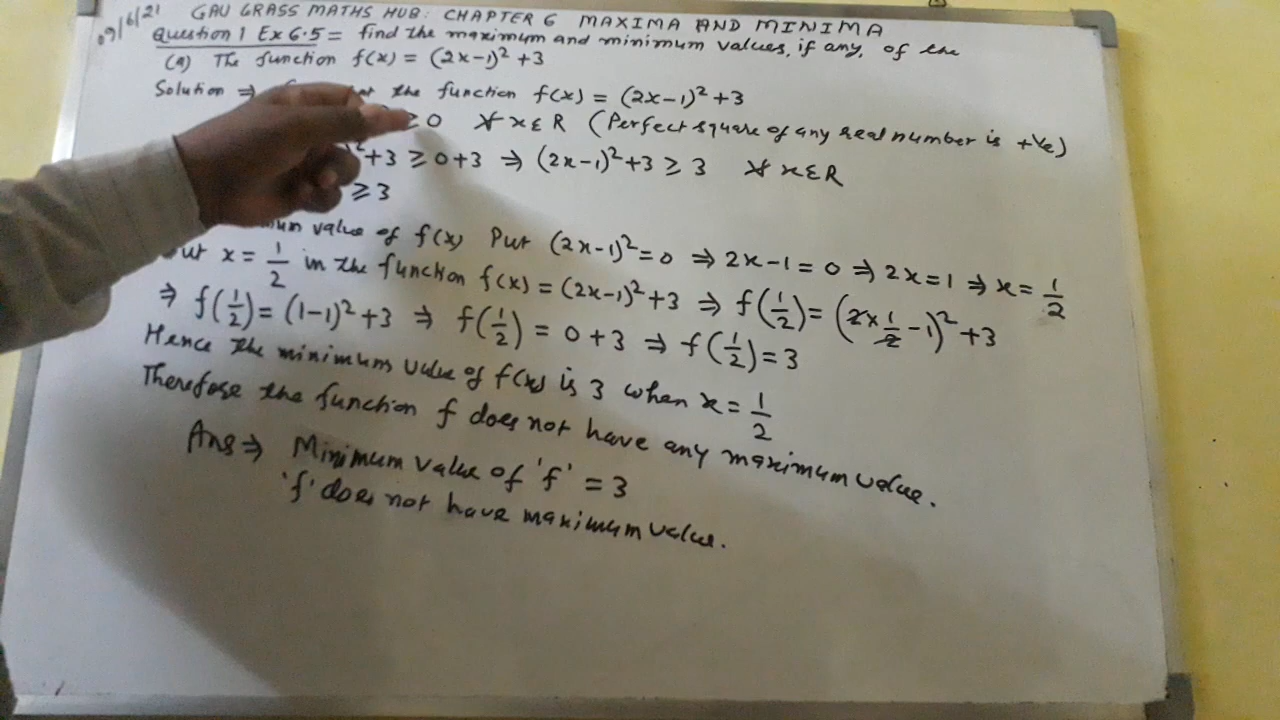 09/6/21 GAU GRASS MATHS HUB: CHAPTER 6 MAXIMA AND MINIMA
Question 1 Ex 6.5 = find the maximum and minimum values, if any, of the
(a) The function f(x) = (2x-1)² + 3
Solution ⇒ the function f(x) = (2x-1)² + 3
≥ 0 ∀ x ε R (Perfect square of any real number is +ve)
² + 3 ≥ 0 + 3 ⇒ (2x-1)² + 3 ≥ 3 ∀ x ε R
≥ 3
value of f(x) Put (2x-1)² = 0 ⇒ 2x-1 = 0 ⇒ 2x = 1 ⇒ x = 1/2
x = 1/2 in the function f(x) = (2x-1)² + 3 ⇒ f(1/2) = (2 × 1/2 - 1)² + 3
⇒ f(1/2) = (1-1)² + 3 ⇒ f(1/2) = 0 + 3 ⇒ f(1/2) = 3
Hence the minimum value of f(x) is 3 when x = 1/2
Therefore the function f does not have any maximum value.
Ans ⇒ Minimum value of 'f' = 3
'f' does not have maximum value.